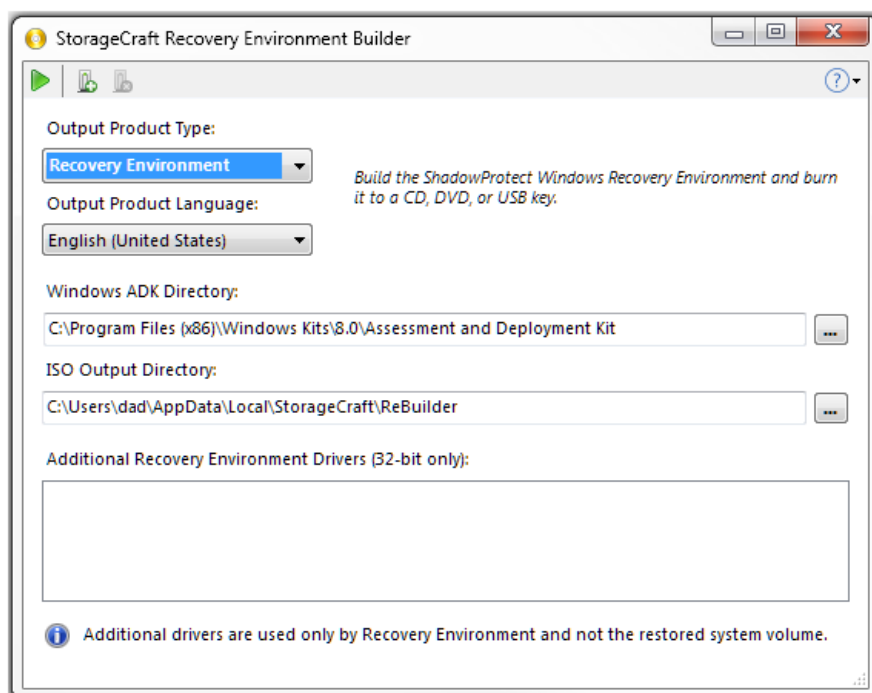 StorageCraft Recovery Environment Builder
Output Product Type:
Recovery Environment
Build the ShadowProtect Windows Recovery Environment and burn
it to a CD, DVD, or USB key.
Output Product Language:
English (United States)
Windows ADK Directory:
C:\Program Files (x86)\Windows Kits\8.0\Assessment and Deployment Kit
...
ISO Output Directory:
C:\Users\dad\AppData\Local\StorageCraft\ReBuilder
...
Additional Recovery Environment Drivers (32-bit only):
Additional drivers are used only by Recovery Environment and not the restored system volume.